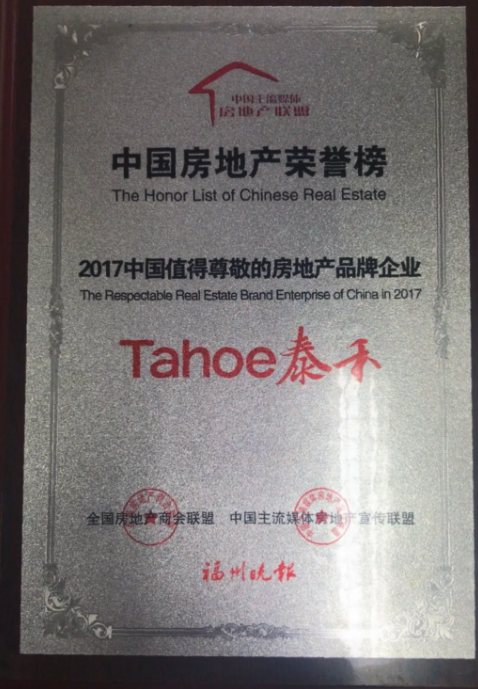 中国主流媒体
房地产联盟
中国房地产荣誉榜
The Honor List of Chinese Real Estate
2017中国值得尊敬的房地产品牌企业
The Respectable Real Estate Brand Enterprise of China in 2017
Tahoe泰禾
全国房地产商会联盟 中国主流媒体房地产宣传联盟
福州晚报